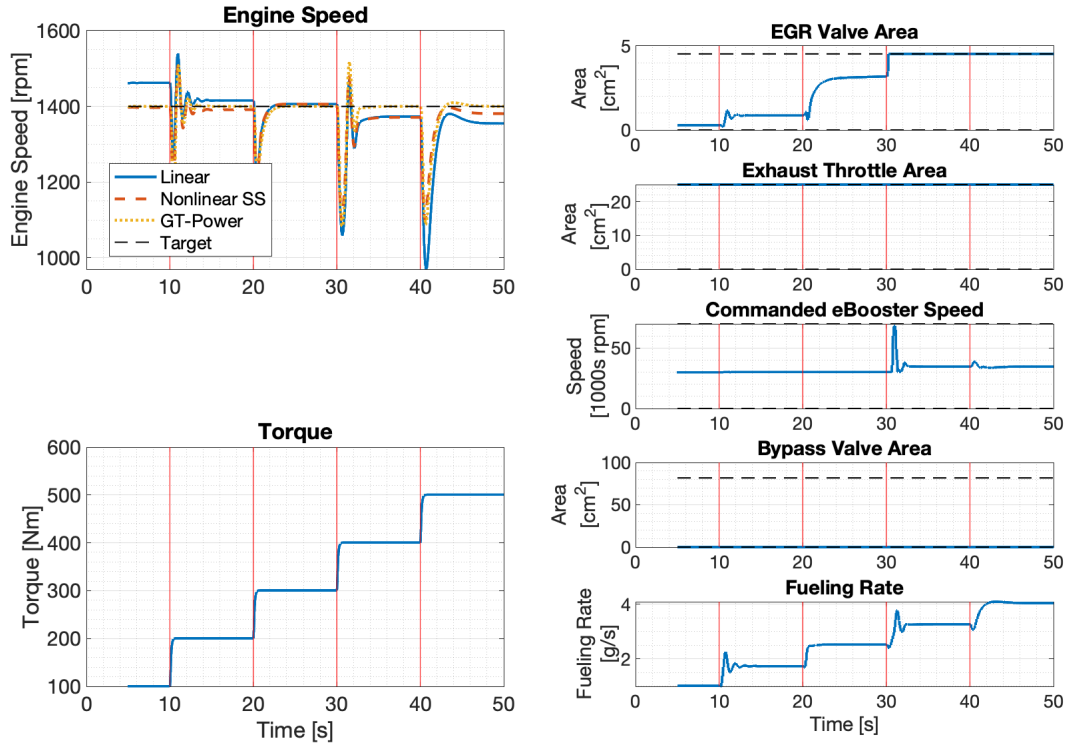 Engine Speed
Engine Speed [rpm]
1600
1400
1200
1000
Linear
Nonlinear SS
GT-Power
Target
0 10 20 30 40 50
Torque
Torque [Nm]
600
500
400
300
200
100
0 10 20 30 40 50
Time [s]
EGR Valve Area
Area
[cm2]
5
0
0 10 20 30 40 50
Exhaust Throttle Area
Area
[cm2]
20
10
0
0 10 20 30 40 50
Commanded eBooster Speed
Speed
[1000s rpm]
50
0
0 10 20 30 40 50
Bypass Valve Area
Area
[cm2]
100
50
0
0 10 20 30 40 50
Fueling Rate
Fueling Rate
[g/s]
4
2
0 10 20 30 40 50
Time [s]